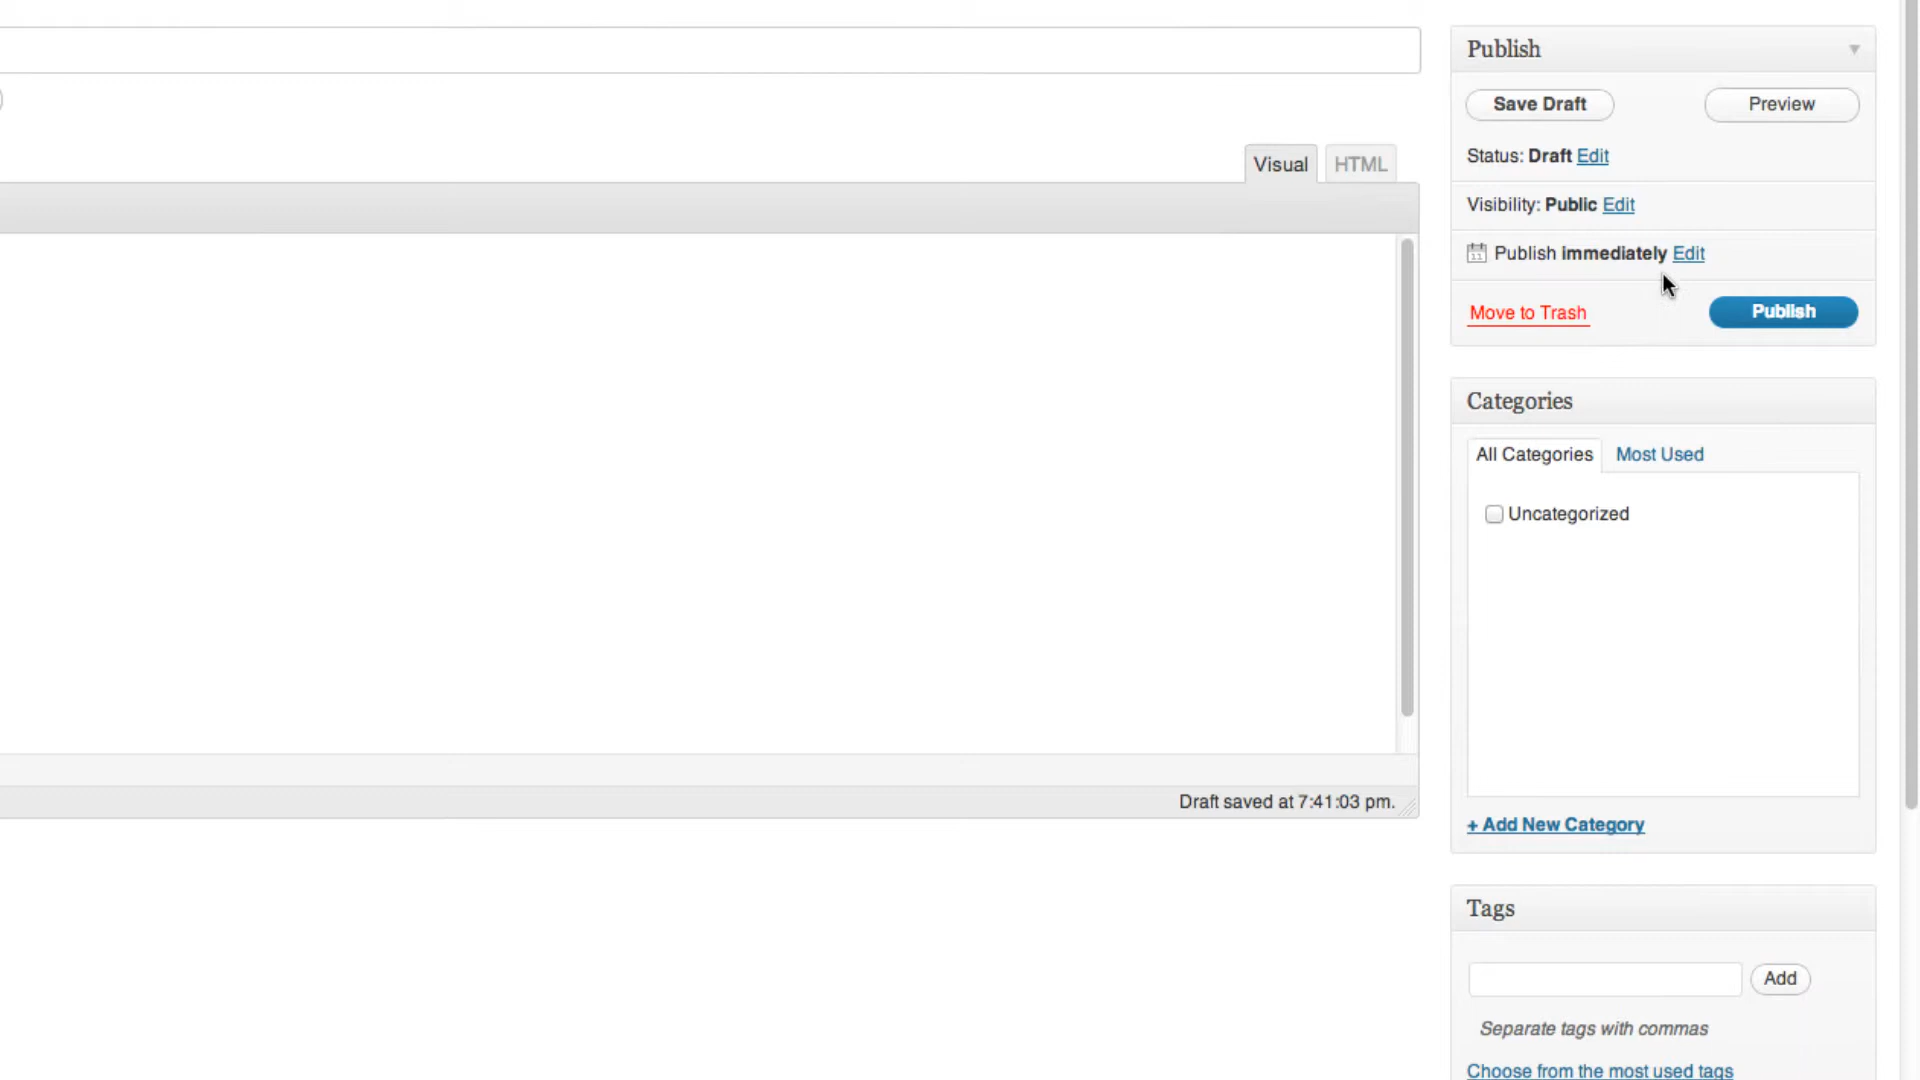 Publish
Save Draft
Preview
Status: Draft Edit
Visual
HTML
Visibility: Public Edit
11 Publish immediately Edit
Move to Trash
Publish
Categories
All Categories
Most Used
Uncategorized
Draft saved at 7:41:03 pm.
+ Add New Category
Tags
Add
Separate tags with commas
Choose from the most used tags